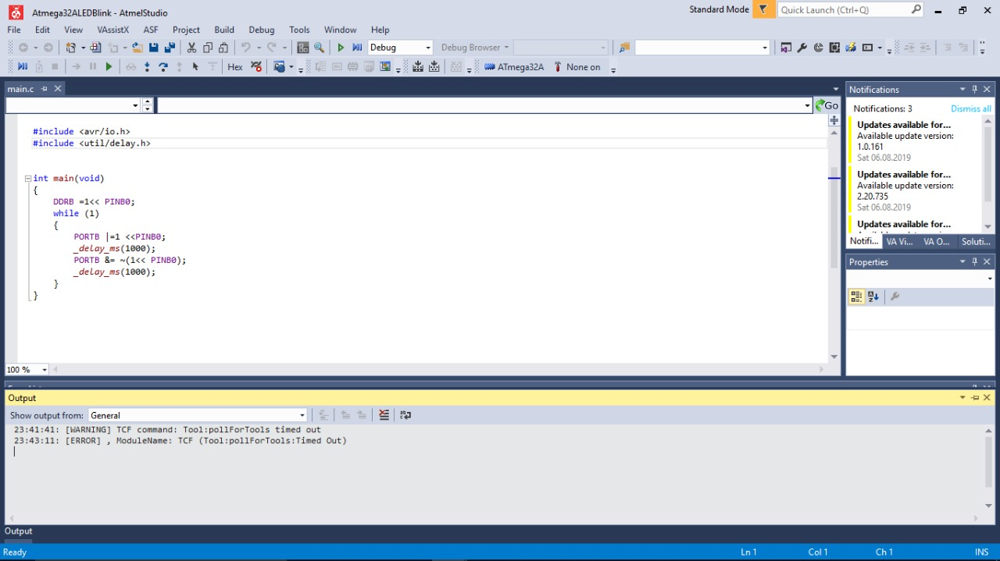 Atmega32ALEDBlink - AtmelStudio
Standard Mode
Quick Launch (Ctrl+Q)
File Edit View VAssistX ASF Project Build Debug Tools Window Help
Debug
Debug Browser
Hex
ATmega32A
None on
main.c
Go
#include <avr/io.h>
#include <util/delay.h>
int main(void)
{
DDRB =1<< PINB0;
while (1)
{
PORTB |=1 <<PINB0;
_delay_ms(1000);
PORTB &= ~(1<< PINB0);
_delay_ms(1000);
}
}
100 %
Notifications
Notifications: 3
Dismiss all
Updates available for...
Available update version:
1.0.161
Sat 06.08.2019
Updates available for...
Available update version:
2.20.735
Sat 06.08.2019
Updates available for...
Notifi... VA Vi... VA O... Soluti...
Properties
Output
Show output from: General
23:41:41: [WARNING] TCF command: Tool:pollForTools timed out
23:43:11: [ERROR] , ModuleName: TCF (Tool:pollForTools:Timed Out)
Output
Ready
Ln 1
Col 1
Ch 1
INS